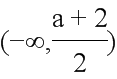 (−∞, a + 2 / 2)